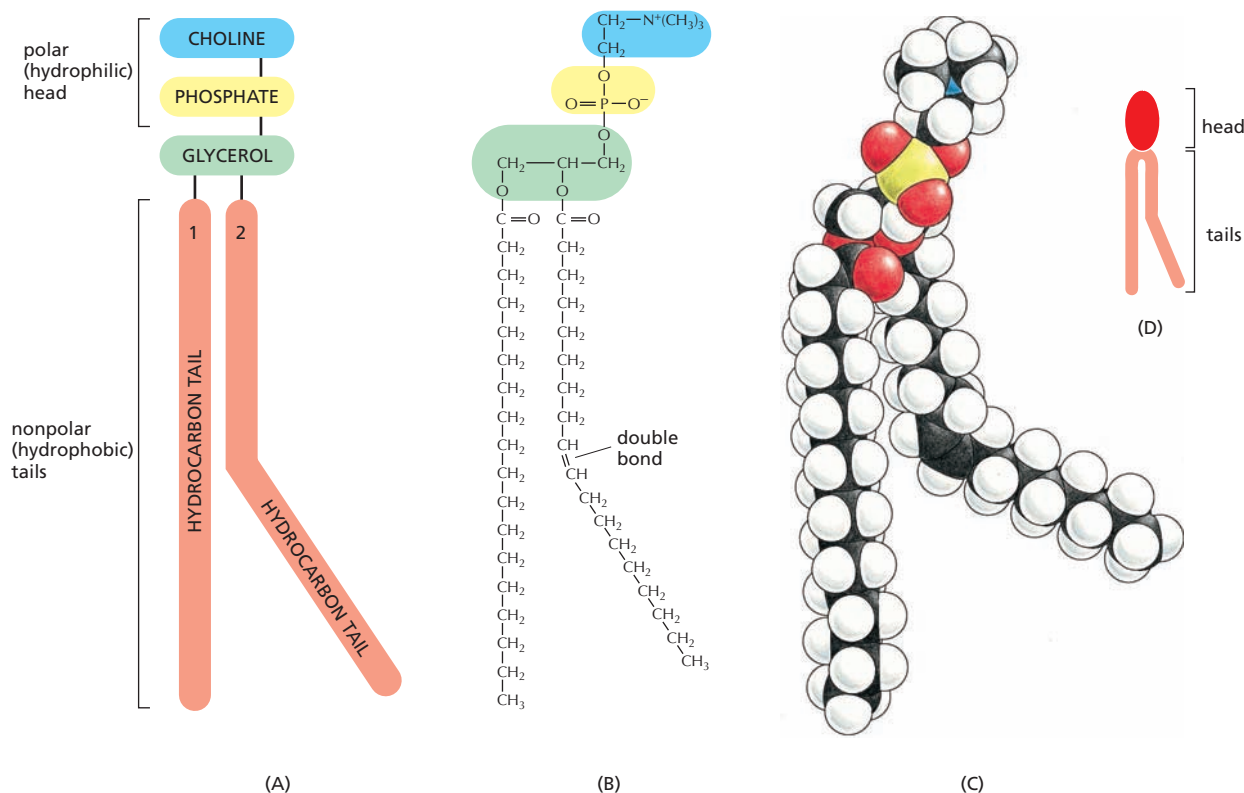 polar
(hydrophilic)
head
CHOLINE
PHOSPHATE
GLYCEROL
nonpolar
(hydrophobic)
tails
1
2
HYDROCARBON TAIL
HYDROCARBON TAIL
(A)
CH₂—N⁺(CH₃)₃
CH₂
O
O=P—O⁻
O
CH₂—CH—CH₂
O O
C=O C=O
CH₂ CH₂
CH₂ CH₂
CH₂ CH₂
CH₂ CH₂
CH₂ CH₂
CH₂ CH₂
CH₂ CH₂
CH₂ CH
double
bond
CH₂ CH
CH₂ CH₂
CH₂ CH₂
CH₂ CH₂
CH₂ CH₂
CH₂ CH₂
CH₂ CH₂
CH₂ CH₂
CH₃ CH₃
(B)
(C)
head
tails
(D)